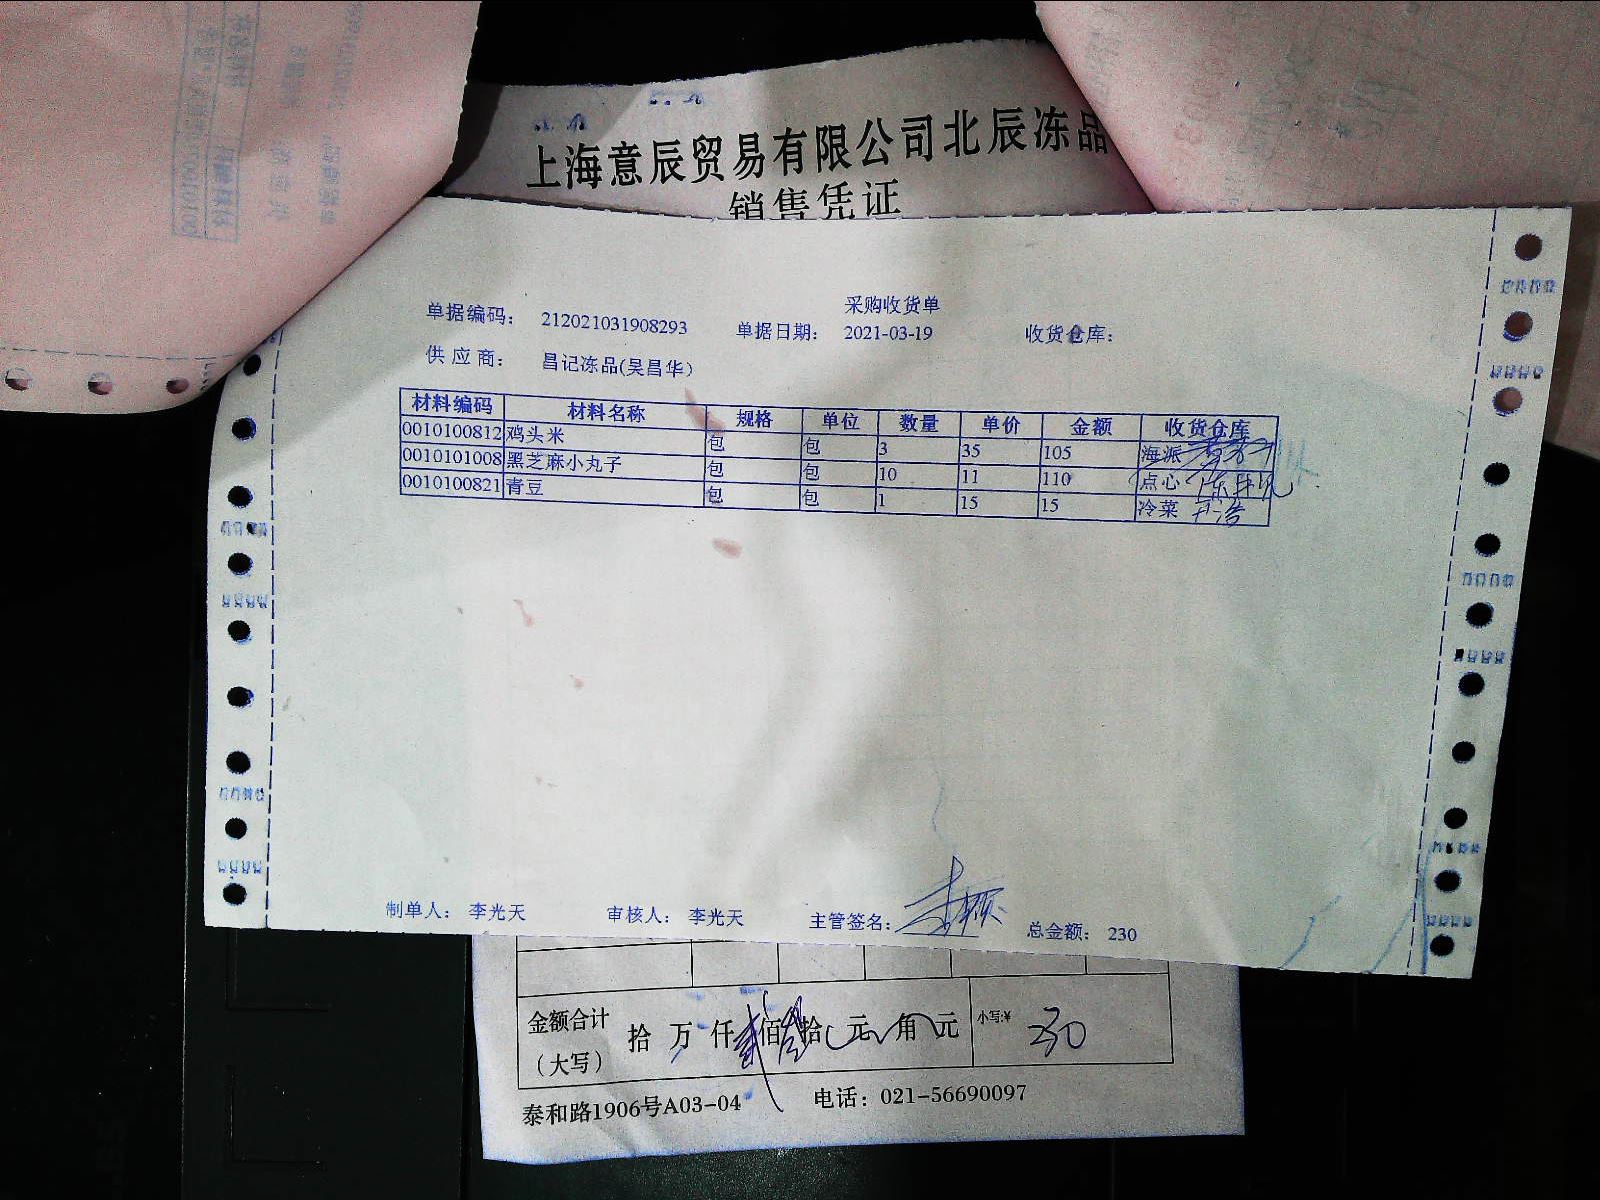 上海意辰贸易有限公司北辰冻品
销售凭证
采购收货单
单据编码： 212021031908293 单据日期： 2021-03-19 收货仓库：
供应商： 昌记冻品(吴昌华)
材料编码 材料名称 规格 单位 数量 单价 金额 收货仓库
0010100812 鸡头米 包 包 3 35 105 海派
0010101008 黑芝麻小丸子 包 包 10 11 110 点心
0010100821 青豆 包 包 1 15 15 冷菜
制单人： 李光天 审核人： 李光天 主管签名： 总金额： 230
金额合计 拾 万 仟 贰 佰 叁 拾 元 角 元 小写:¥ 230
（大写）
泰和路1906号A03-04 电话：021-56690097